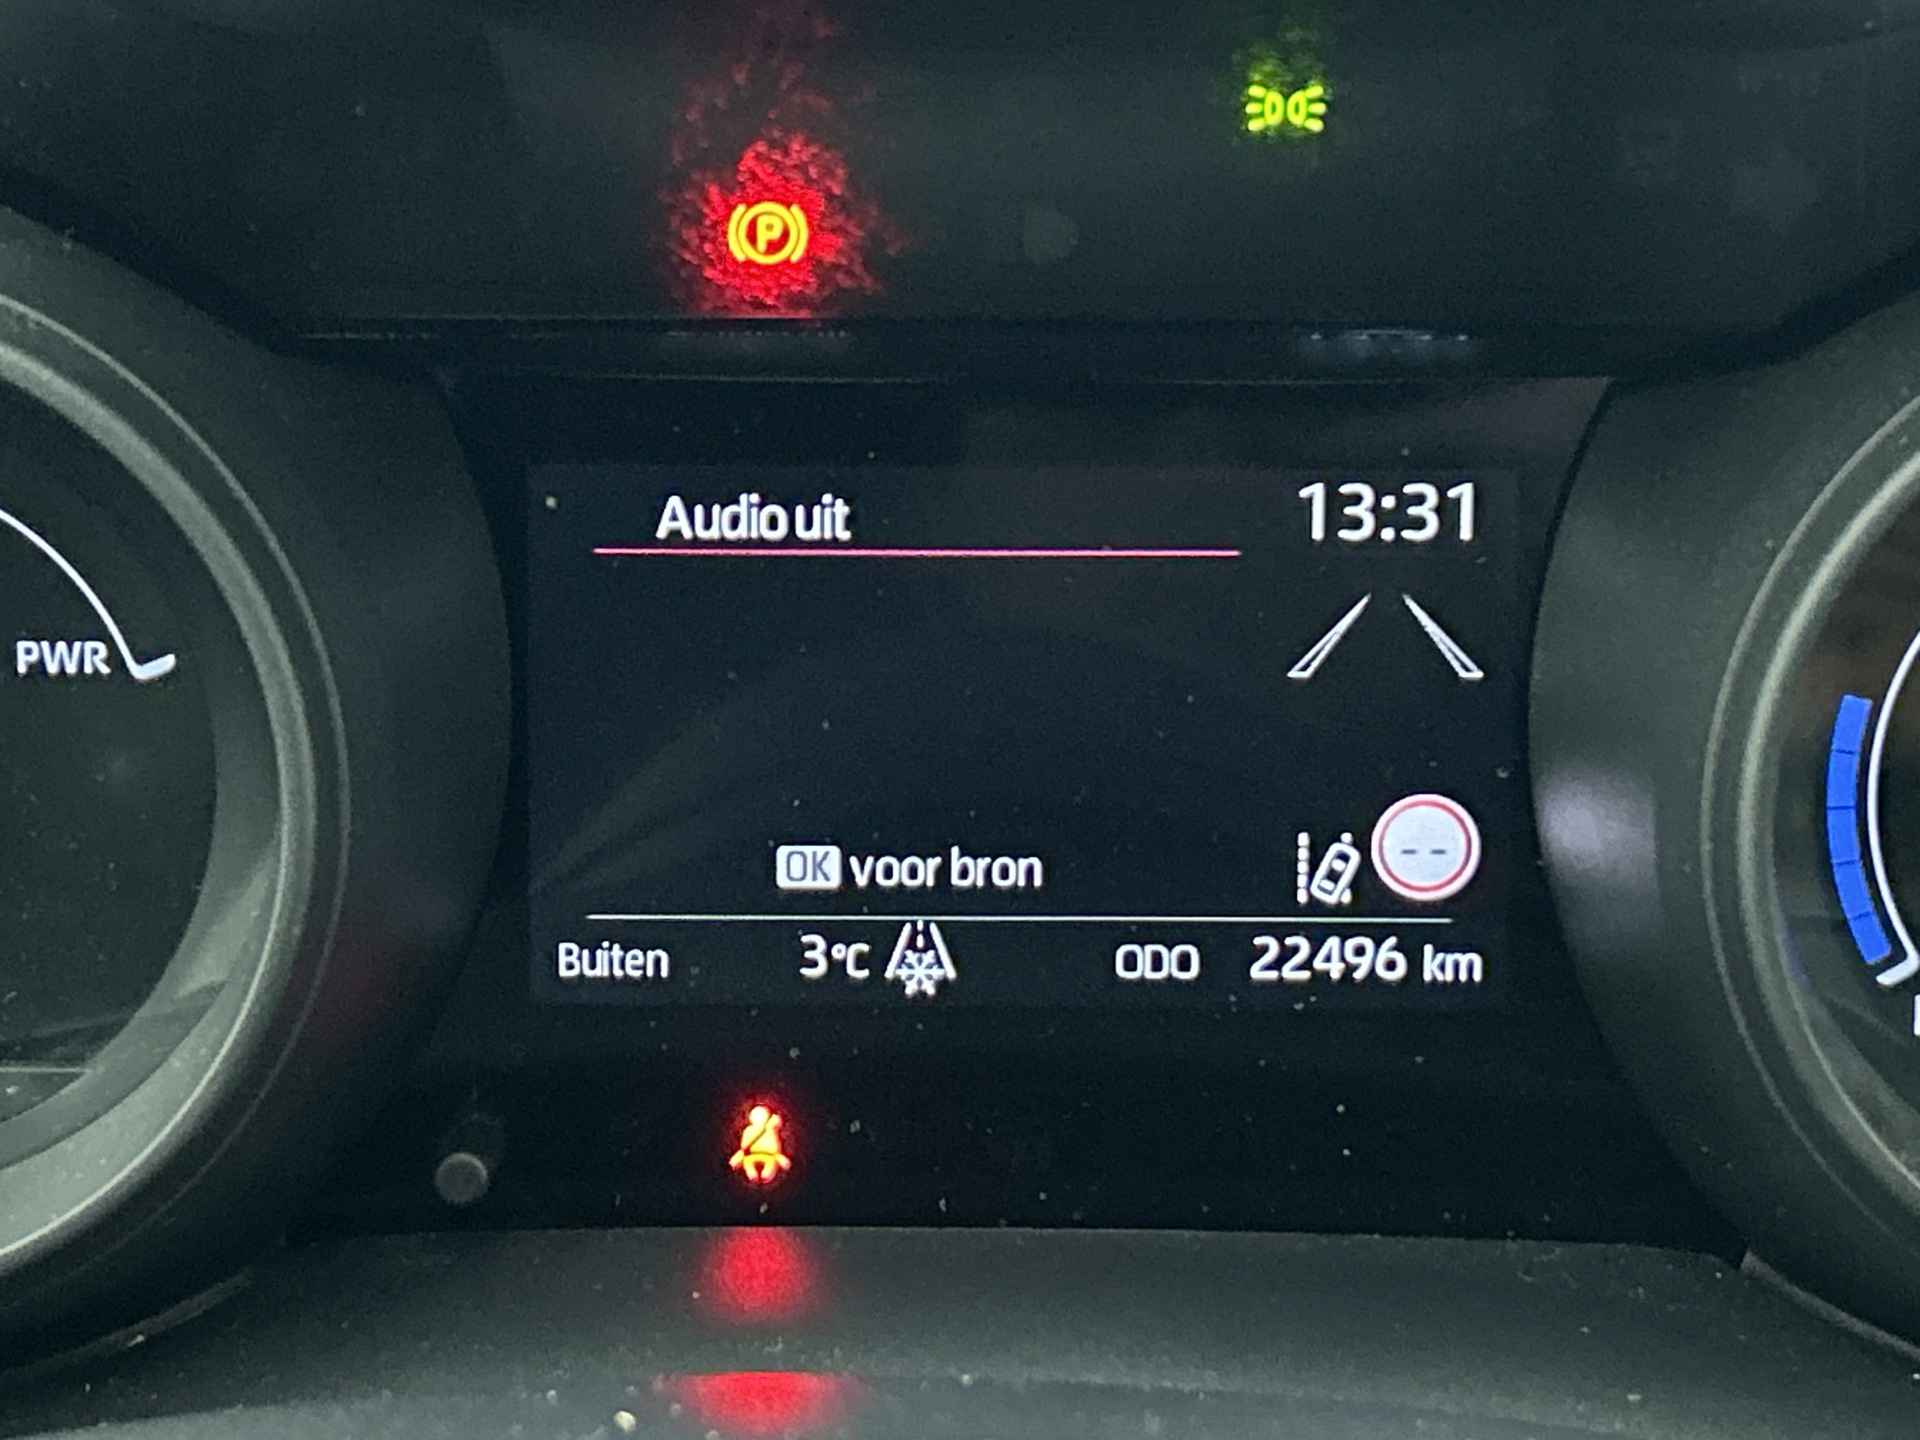 P
Audio uit
13:31
PWR
--
OK voor bron
Buiten 3°C ODO 22496 km